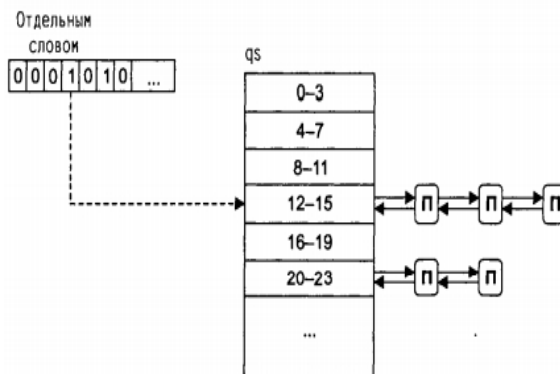 Отдельным
словом
0 0 0 1 0 1 0 ...
qs
0–3
4–7
8–11
12–15
П П П
16–19
20–23
П П
...